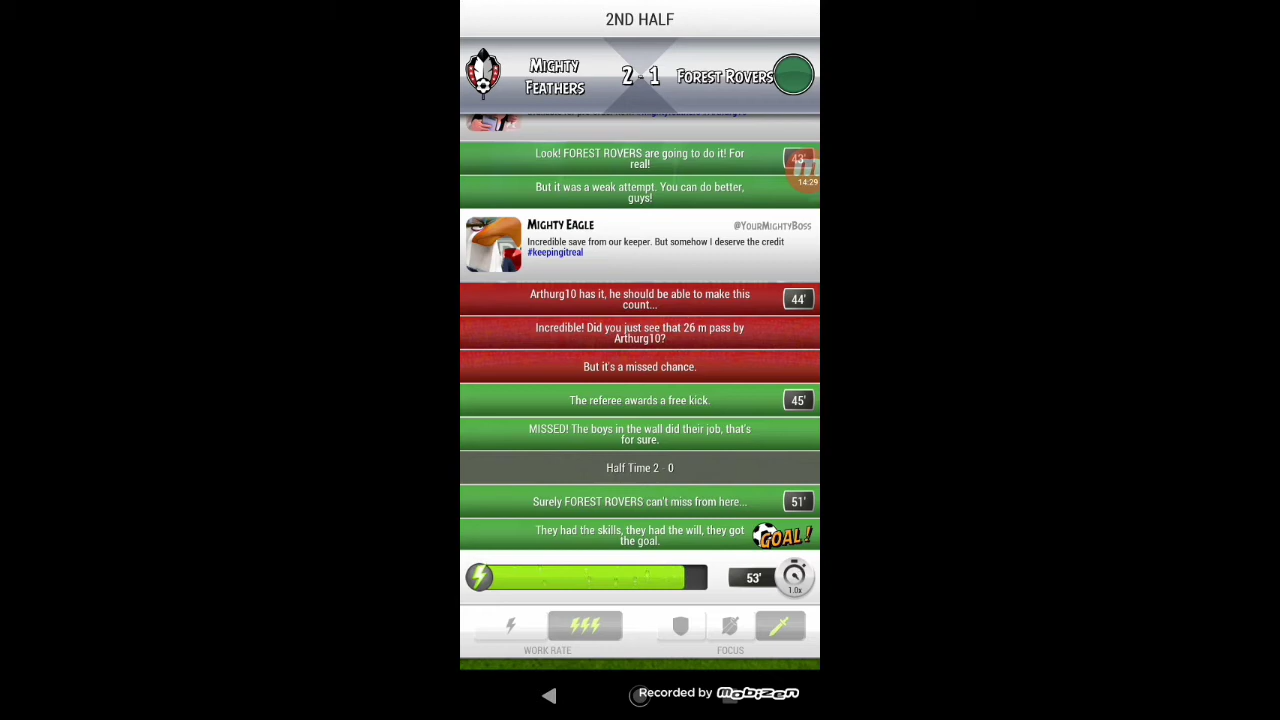 2ND HALF
MIGHTY
FEATHERS
2 - 1
FOREST ROVERS
Look! FOREST ROVERS are going to do it! For
real!
43'
14:29
But it was a weak attempt. You can do better,
guys!
MIGHTY EAGLE
@YOURMIGHTYBOSS
Incredible save from our keeper. But somehow I deserve the credit
#keepingitreal
Arthurg10 has it, he should be able to make this
count...
44'
Incredible! Did you just see that 26 m pass by
Arthurg10?
But it's a missed chance.
The referee awards a free kick.
45'
MISSED! The boys in the wall did their job, that's
for sure.
Half Time 2 - 0
Surely FOREST ROVERS can't miss from here...
51'
They had the skills, they had the will, they got
the goal.
GOAL!
53'
1.0x
WORK RATE
FOCUS
Recorded by mobizen